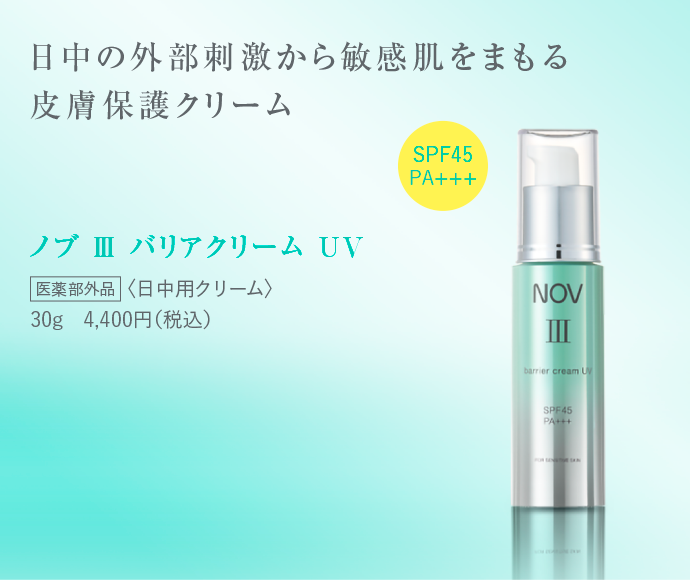 日中の外部刺激から敏感肌をまもる
皮膚保護クリーム
SPF45
PA+++
ノブ Ⅲ バリアクリーム UV
医薬部外品〈日中用クリーム〉
30g 4,400円(税込)
NOV
Ⅲ
barrier cream UV
SPF45
PA+++
FOR SENSITIVE SKIN